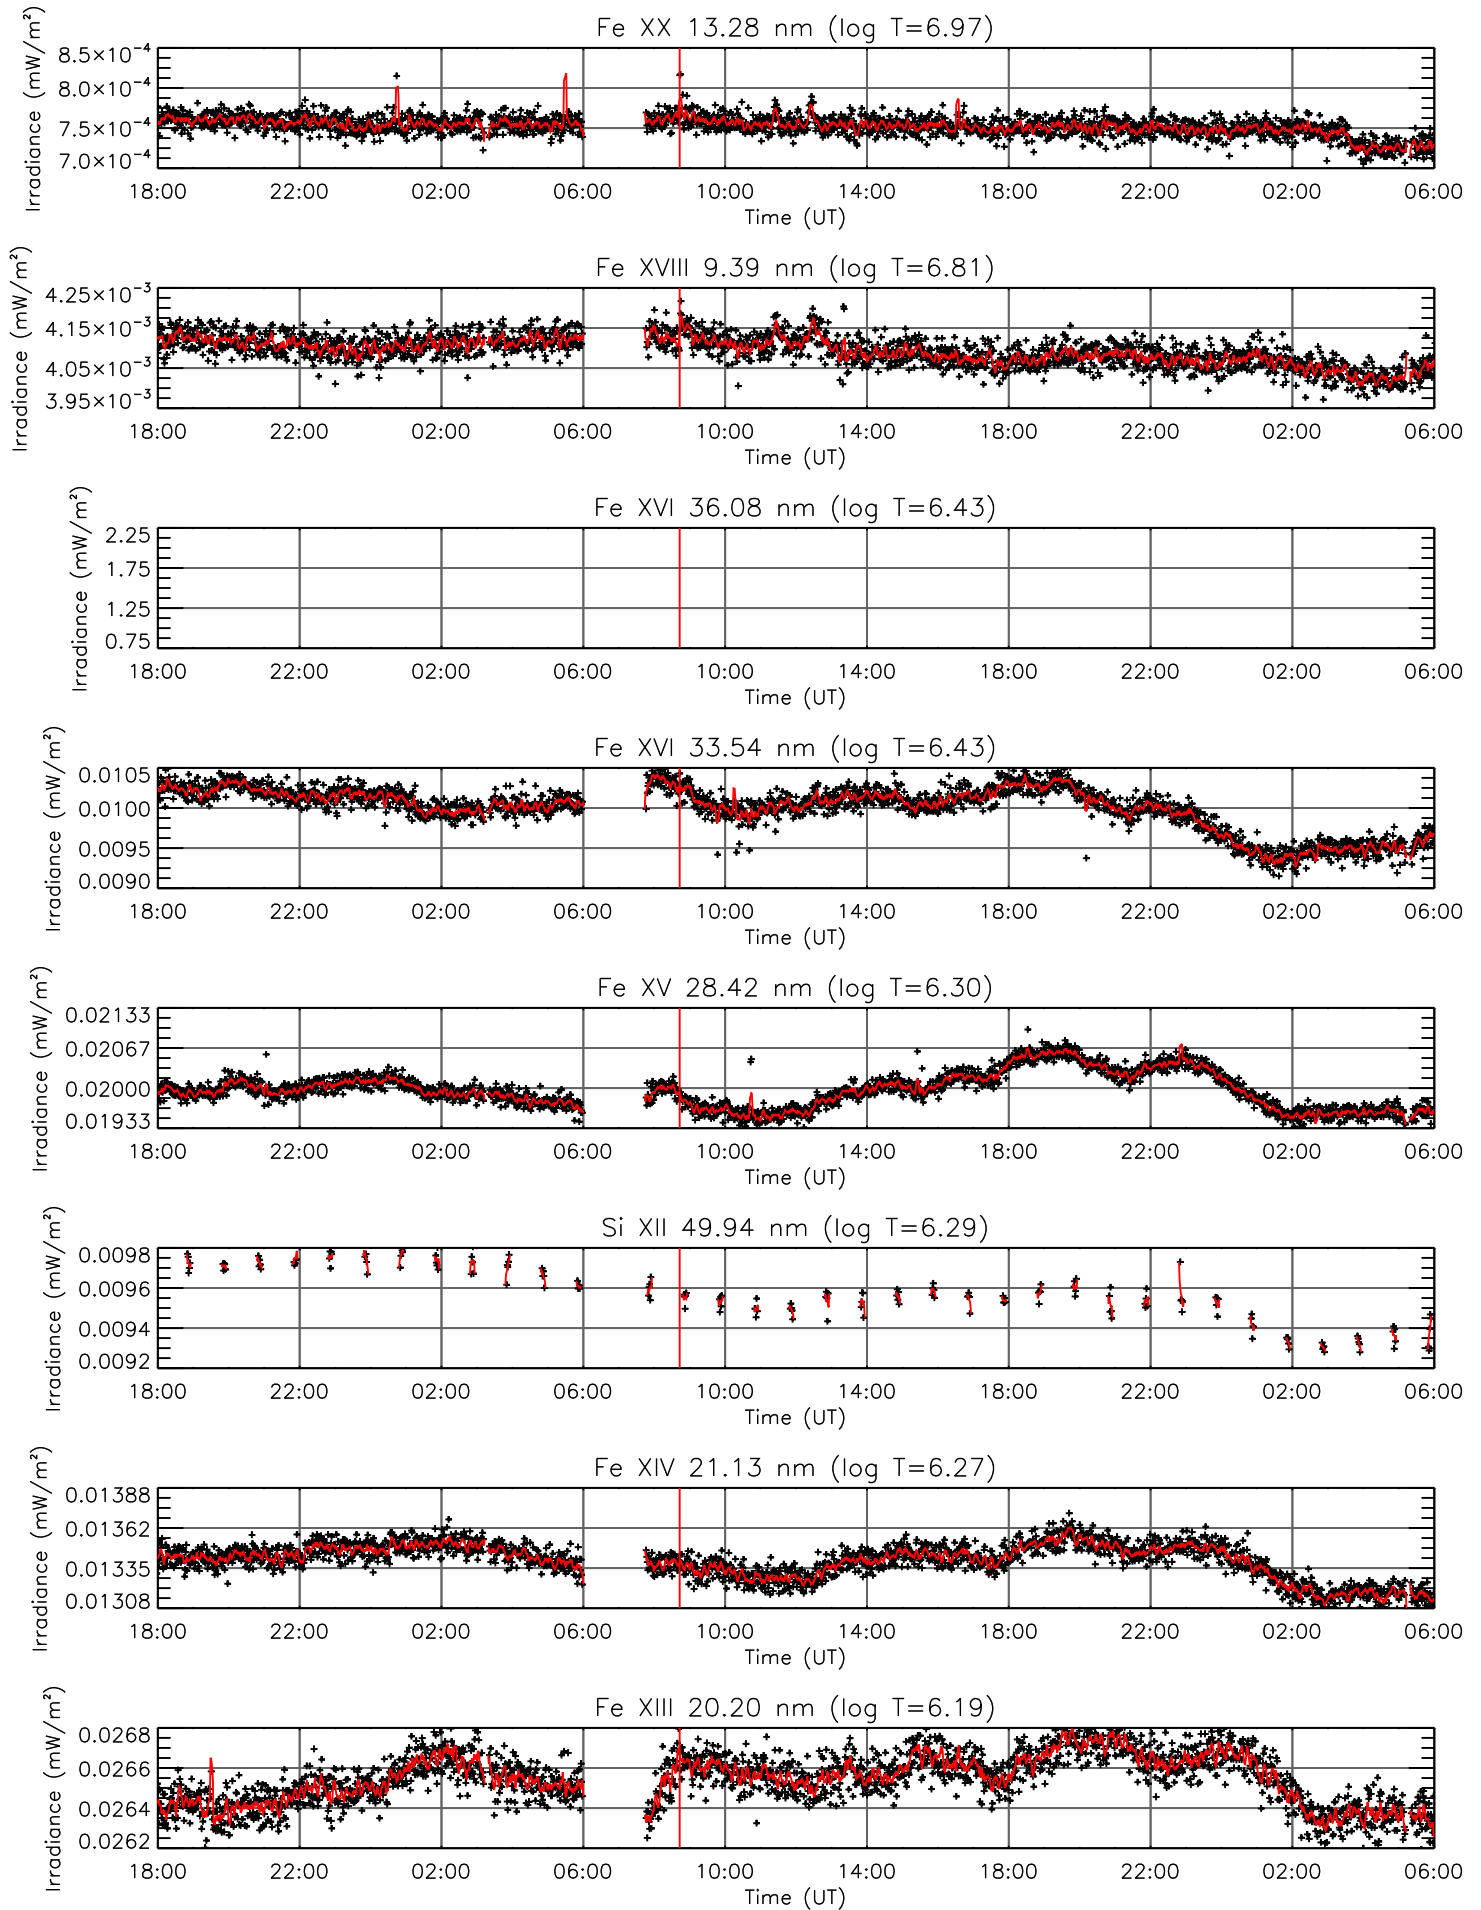 Fe XX 13.28 nm (log T=6.97)
Irradiance (mW/m²)
8.5×10⁻⁴
8.0×10⁻⁴
7.5×10⁻⁴
7.0×10⁻⁴
18:00 22:00 02:00 06:00 10:00 14:00 18:00 22:00 02:00 06:00
Time (UT)
Fe XVIII 9.39 nm (log T=6.81)
Irradiance (mW/m²)
4.25×10⁻³
4.15×10⁻³
4.05×10⁻³
3.95×10⁻³
18:00 22:00 02:00 06:00 10:00 14:00 18:00 22:00 02:00 06:00
Time (UT)
Fe XVI 36.08 nm (log T=6.43)
Irradiance (mW/m²)
2.25
1.75
1.25
0.75
18:00 22:00 02:00 06:00 10:00 14:00 18:00 22:00 02:00 06:00
Time (UT)
Fe XVI 33.54 nm (log T=6.43)
Irradiance (mW/m²)
0.0105
0.0100
0.0095
0.0090
18:00 22:00 02:00 06:00 10:00 14:00 18:00 22:00 02:00 06:00
Time (UT)
Fe XV 28.42 nm (log T=6.30)
Irradiance (mW/m²)
0.02133
0.02067
0.02000
0.01933
18:00 22:00 02:00 06:00 10:00 14:00 18:00 22:00 02:00 06:00
Time (UT)
Si XII 49.94 nm (log T=6.29)
Irradiance (mW/m²)
0.0098
0.0096
0.0094
0.0092
18:00 22:00 02:00 06:00 10:00 14:00 18:00 22:00 02:00 06:00
Time (UT)
Fe XIV 21.13 nm (log T=6.27)
Irradiance (mW/m²)
0.01388
0.01362
0.01335
0.01308
18:00 22:00 02:00 06:00 10:00 14:00 18:00 22:00 02:00 06:00
Time (UT)
Fe XIII 20.20 nm (log T=6.19)
Irradiance (mW/m²)
0.0268
0.0266
0.0264
0.0262
18:00 22:00 02:00 06:00 10:00 14:00 18:00 22:00 02:00 06:00
Time (UT)